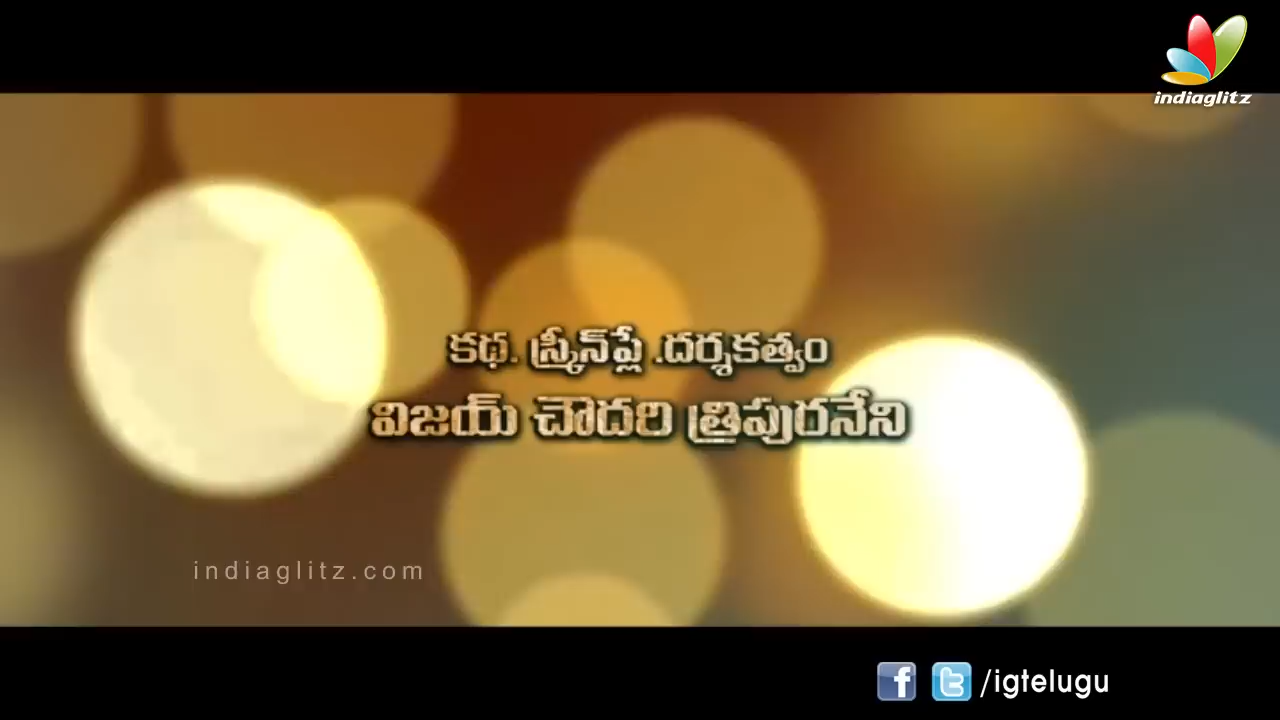 indiaglitz
కథ. స్క్రీన్‌ప్లే .దర్శకత్వం
విజయ్ చౌదరి త్రిపురనేని
indiaglitz.com
/igtelugu